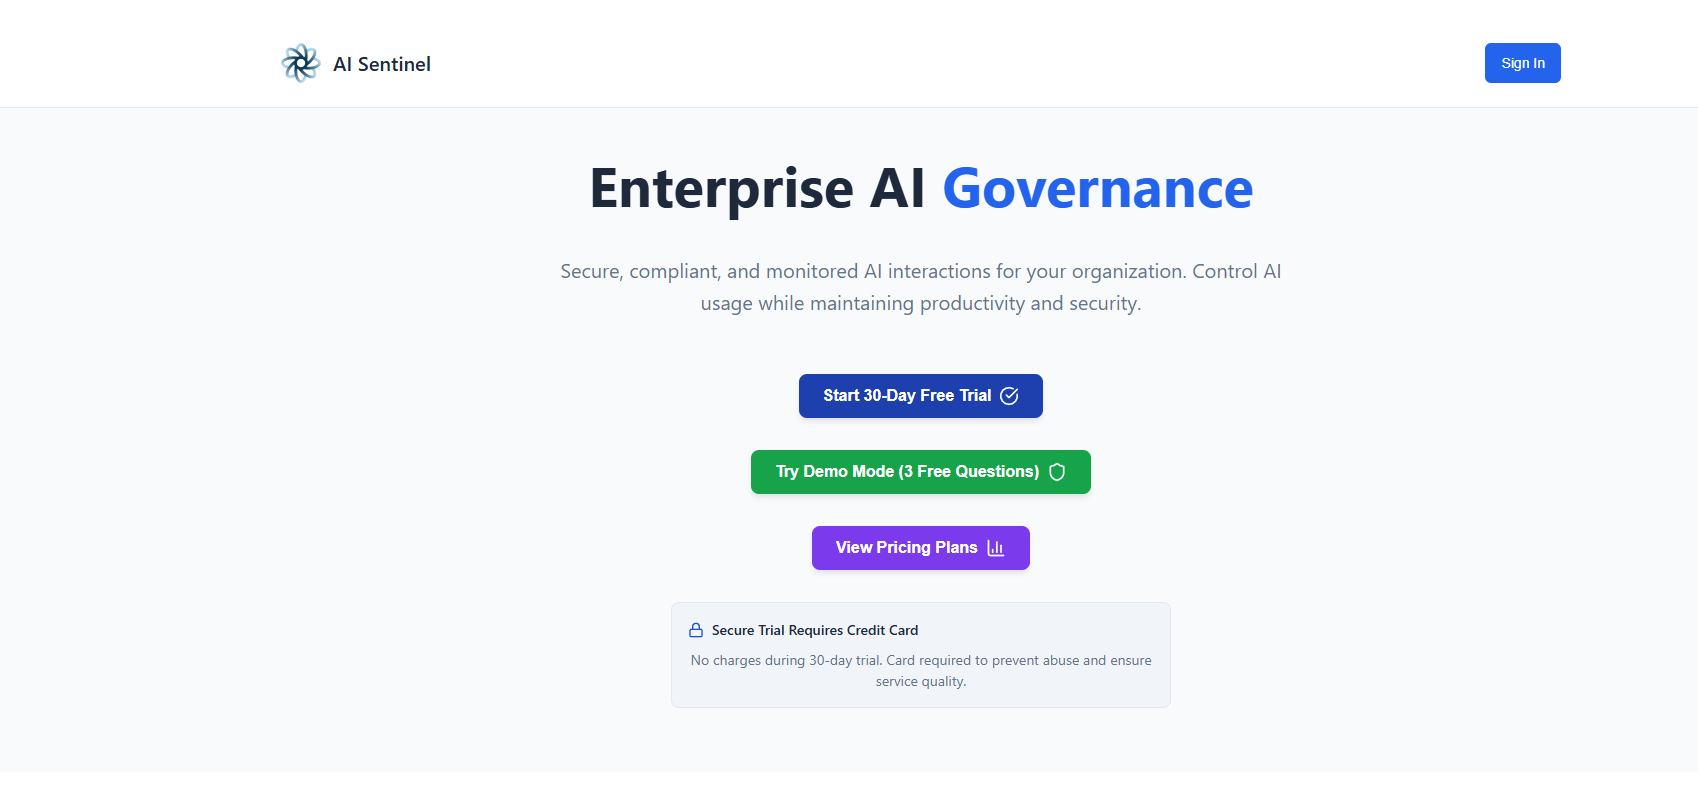 AI Sentinel
Sign In
Enterprise AI Governance
Secure, compliant, and monitored AI interactions for your organization. Control AI
usage while maintaining productivity and security.
Start 30-Day Free Trial
Try Demo Mode (3 Free Questions)
View Pricing Plans
Secure Trial Requires Credit Card
No charges during 30-day trial. Card required to prevent abuse and ensure
service quality.